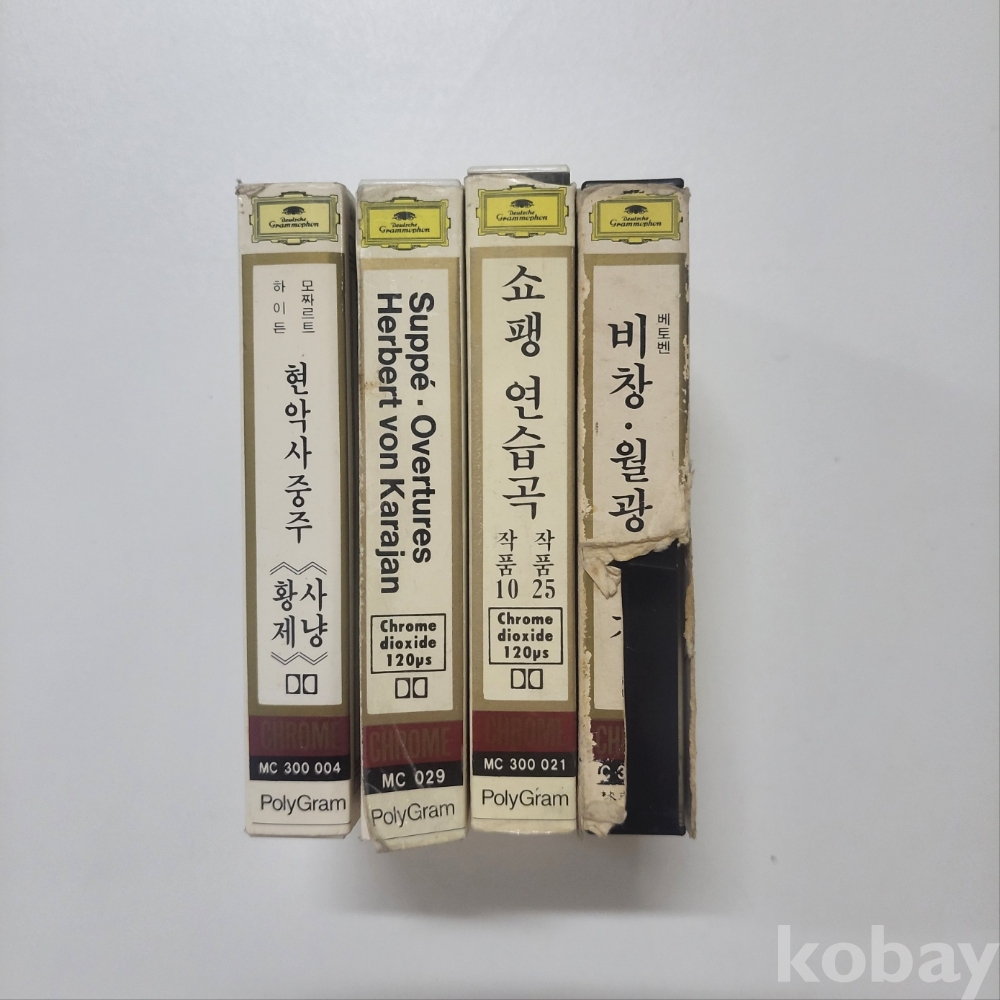 Deutsche
Grammophon
모짜르트
하이든
현악사중주
《사냥
황제》
CHROME
MC 300 004
PolyGram
Deutsche
Grammophon
Suppé · Overtures
Herbert von Karajan
Chrome
dioxide
120µs
CHROME
MC 029
PolyGram
Deutsche
Grammophon
쇼팽 연습곡
작품 25
작품 10
Chrome
dioxide
120µs
CHROME
MC 300 021
PolyGram
Deutsche
Grammophon
베토벤
비창·월광
kobay